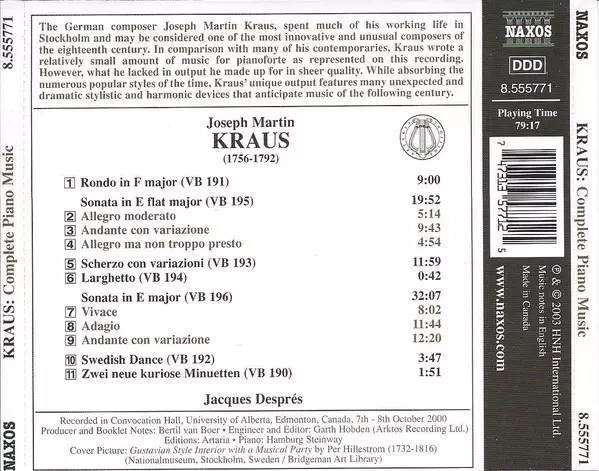 The German composer Joseph Martin Kraus, spent much of his working life in
Stockholm and may be considered one of the most innovative and unusual composers of
the eighteenth century. In comparison with many of his contemporaries, Kraus wrote a
relatively small amount of music for pianoforte as represented on this recording.
However, what he lacked in output he made up for in sheer quality. While absorbing the
numerous popular styles of the time, Kraus' unique output features many unexpected and
dramatic stylistic and harmonic devices that anticipate music of the following century.
Joseph Martin
KRAUS
(1756-1792)
1 Rondo in F major (VB 191) 9:00
Sonata in E flat major (VB 195) 19:52
2 Allegro moderato 5:14
3 Andante con variazione 9:43
4 Allegro ma non troppo presto 4:54
5 Scherzo con variazioni (VB 193) 11:59
6 Larghetto (VB 194) 0:42
Sonata in E major (VB 196) 32:07
7 Vivace 8:02
8 Adagio 11:44
9 Andante con variazione 12:20
10 Swedish Dance (VB 192) 3:47
11 Zwei neue kuriose Minuetten (VB 190) 1:51
Jacques Després
Recorded in Convocation Hall, University of Alberta, Edmonton, Canada, 7th - 8th October 2000
Producer and Booklet Notes: Bertil van Boer • Engineer and Editor: Garth Hobden (Arktos Recording Ltd.)
Editions: Artaria • Piano: Hamburg Steinway
Cover Picture: Gustavian Style Interior with a Musical Party by Per Hillestrom (1732-1816)
(Nationalmuseum, Stockholm, Sweden / Bridgeman Art Library)
NAXOS
DDD
8.555771
Playing Time
79:17
7 47313 57712 5
www.naxos.com
℗ & © 2003 HNH International Ltd.
Music notes in English
Made in Canada
8.555771
KRAUS: Complete Piano Music
NAXOS
NAXOS
KRAUS: Complete Piano Music
8.555771